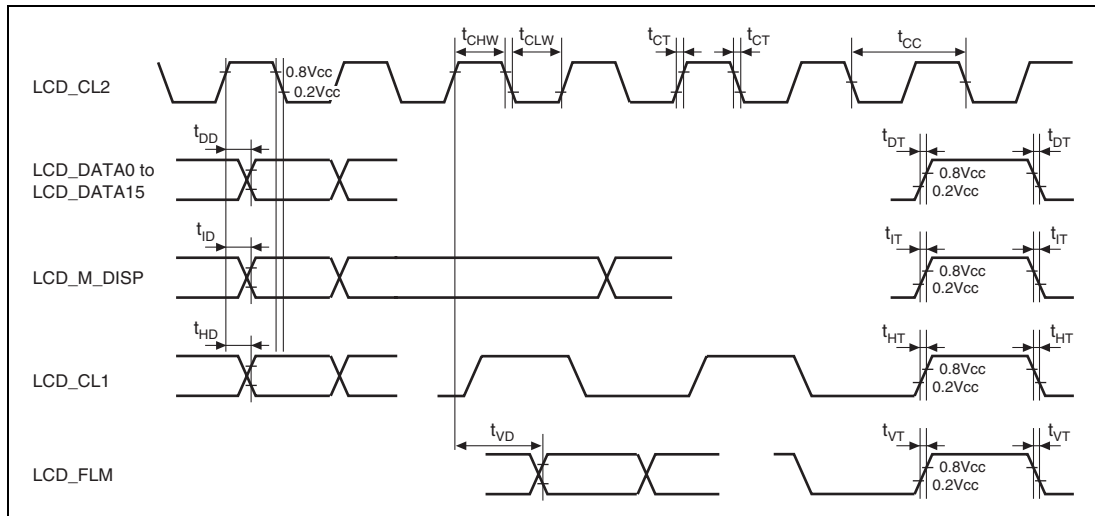 tCHW tCLW tCT tCT tCC
LCD_CL2
0.8Vcc
0.2Vcc
tDD tDT tDT
LCD_DATA0 to
LCD_DATA15
0.8Vcc
0.2Vcc
tID tIT tIT
LCD_M_DISP
0.8Vcc
0.2Vcc
tHD tHT tHT
LCD_CL1
0.8Vcc
0.2Vcc
tVD tVT tVT
LCD_FLM
0.8Vcc
0.2Vcc